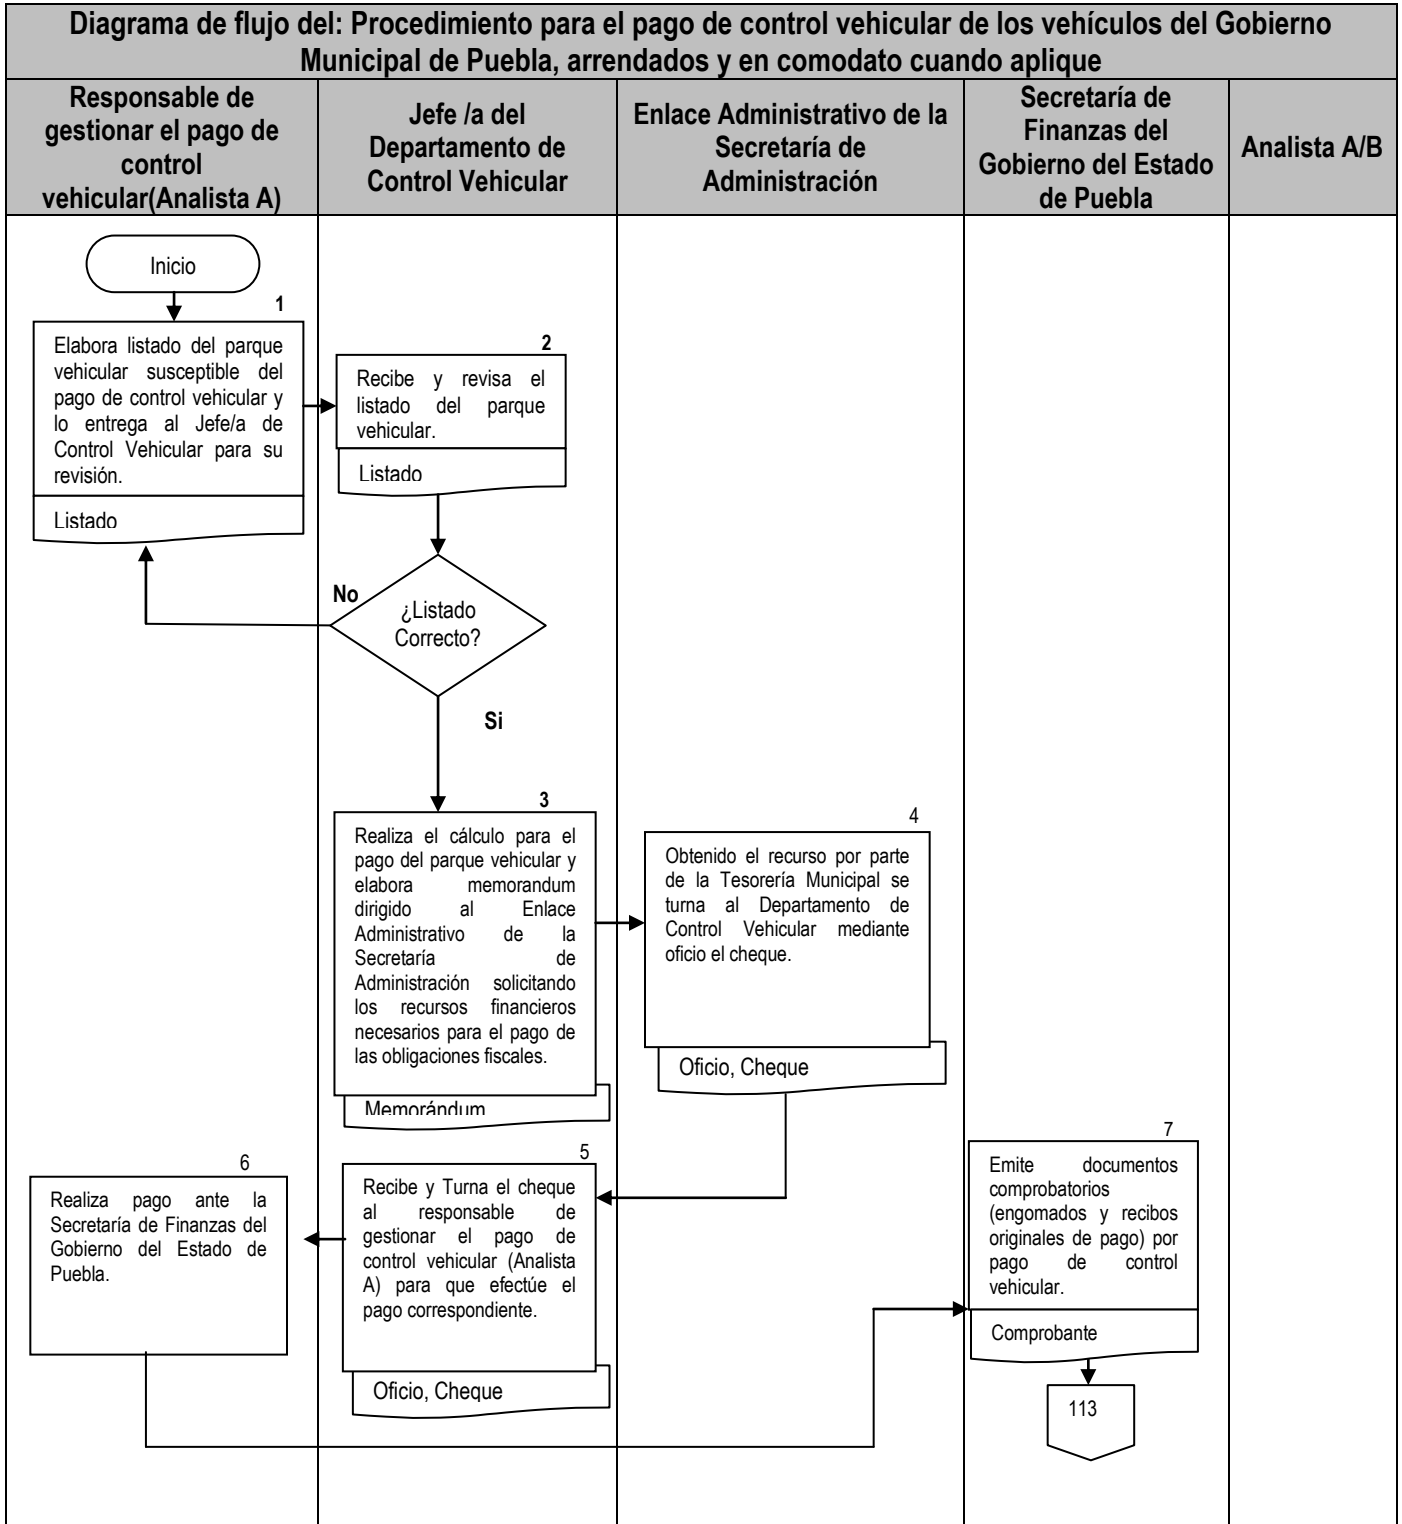 Diagrama de flujo del: Procedimiento para el pago de control vehicular de los vehículos del Gobierno
Municipal de Puebla, arrendados y en comodato cuando aplique
Responsable de
gestionar el pago de
control
vehicular(Analista A)
Jefe /a del
Departamento de
Control Vehicular
Enlace Administrativo de la
Secretaría de
Administración
Secretaría de
Finanzas del
Gobierno del Estado
de Puebla
Analista A/B
Inicio
1
Elabora listado del parque
vehicular susceptible del
pago de control vehicular y
lo entrega al Jefe/a de
Control Vehicular para su
revisión.
Listado
2
Recibe y revisa el
listado del parque
vehicular.
Listado
No
¿Listado
Correcto?
Si
3
Realiza el cálculo para el
pago del parque vehicular y
elabora memorandum
dirigido al Enlace
Administrativo de la
Secretaría de
Administración solicitando
los recursos financieros
necesarios para el pago de
las obligaciones fiscales.
Memorándum
4
Obtenido el recurso por parte
de la Tesorería Municipal se
turna al Departamento de
Control Vehicular mediante
oficio el cheque.
Oficio, Cheque
5
Recibe y Turna el cheque
al responsable de
gestionar el pago de
control vehicular (Analista
A) para que efectúe el
pago correspondiente.
Oficio, Cheque
6
Realiza pago ante la
Secretaría de Finanzas del
Gobierno del Estado de
Puebla.
7
Emite documentos
comprobatorios
(engomados y recibos
originales de pago) por
pago de control
vehicular.
Comprobante
113